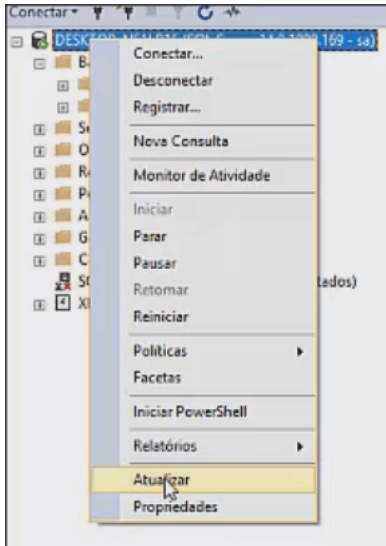 Conectar
Conectar...
Desconectar
Registrar...
Nova Consulta
Monitor de Atividade
Iniciar
Parar
Pausar
Retomar
Reiniciar
Políticas
Facetas
Iniciar PowerShell
Relatórios
Atualizar
Propriedades